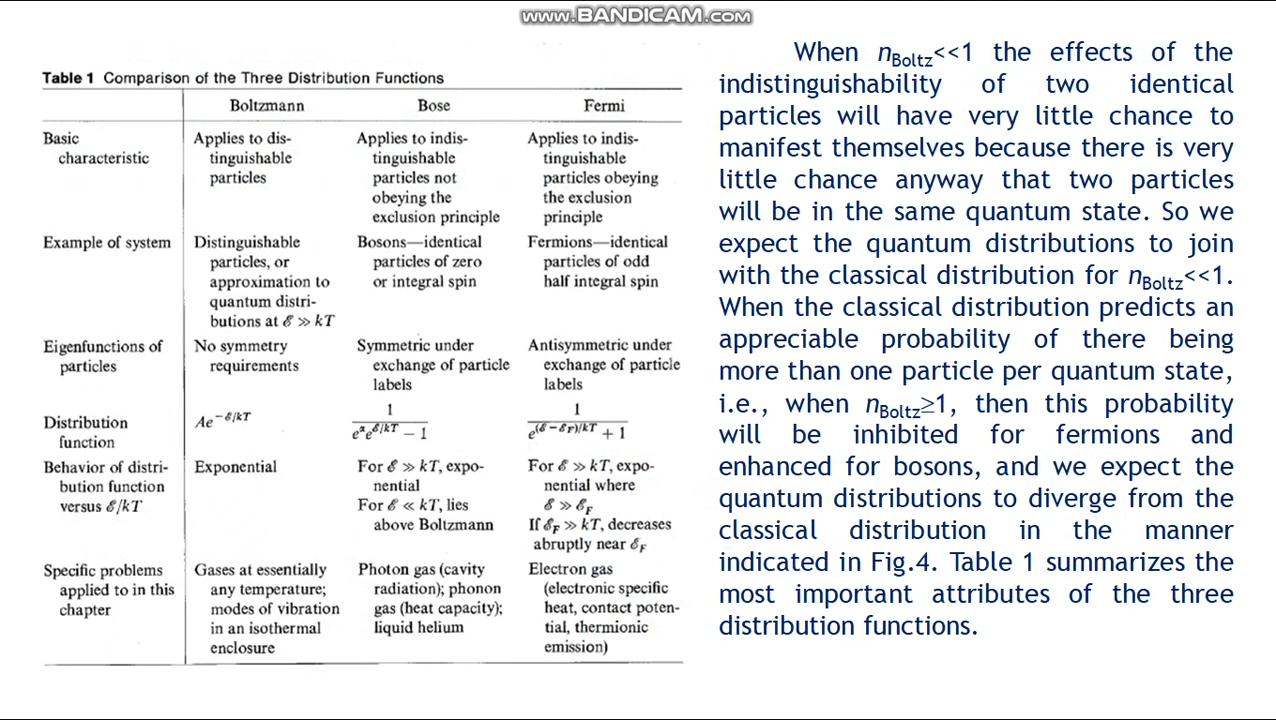 www.BANDICAM.com
Table 1 Comparison of the Three Distribution Functions
Boltzmann Bose Fermi
Basic characteristic
Applies to dis-
tinguishable
particles
Applies to indis-
tinguishable
particles not
obeying the
exclusion principle
Applies to indis-
tinguishable
particles obeying
the exclusion
principle
Example of system
Distinguishable
particles, or
approximation to
quantum distri-
butions at ℰ ≫ kT
Bosons—identical
particles of zero
or integral spin
Fermions—identical
particles of odd
half integral spin
Eigenfunctions of
particles
No symmetry
requirements
Symmetric under
exchange of particle
labels
Antisymmetric under
exchange of particle
labels
Distribution
function
Ae^{−ℰ/kT}
1/(e^α e^{ℰ/kT} − 1)
1/(e^{(ℰ−ℰ_F)/kT} + 1)
Behavior of distri-
bution function
versus ℰ/kT
Exponential
For ℰ ≫ kT, expo-
nential
For ℰ ≪ kT, lies
above Boltzmann
For ℰ ≫ kT, expo-
nential where
ℰ ≫ ℰ_F
If ℰ_F ≫ kT, decreases
abruptly near ℰ_F
Specific problems
applied to in this
chapter
Gases at essentially
any temperature;
modes of vibration
in an isothermal
enclosure
Photon gas (cavity
radiation); phonon
gas (heat capacity);
liquid helium
Electron gas
(electronic specific
heat, contact poten-
tial, thermionic
emission)
When n_Boltz<<1 the effects of the
indistinguishability of two identical
particles will have very little chance to
manifest themselves because there is very
little chance anyway that two particles
will be in the same quantum state. So we
expect the quantum distributions to join
with the classical distribution for n_Boltz<<1.
When the classical distribution predicts an
appreciable probability of there being
more than one particle per quantum state,
i.e., when n_Boltz≥1, then this probability
will be inhibited for fermions and
enhanced for bosons, and we expect the
quantum distributions to diverge from the
classical distribution in the manner
indicated in Fig.4. Table 1 summarizes the
most important attributes of the three
distribution functions.